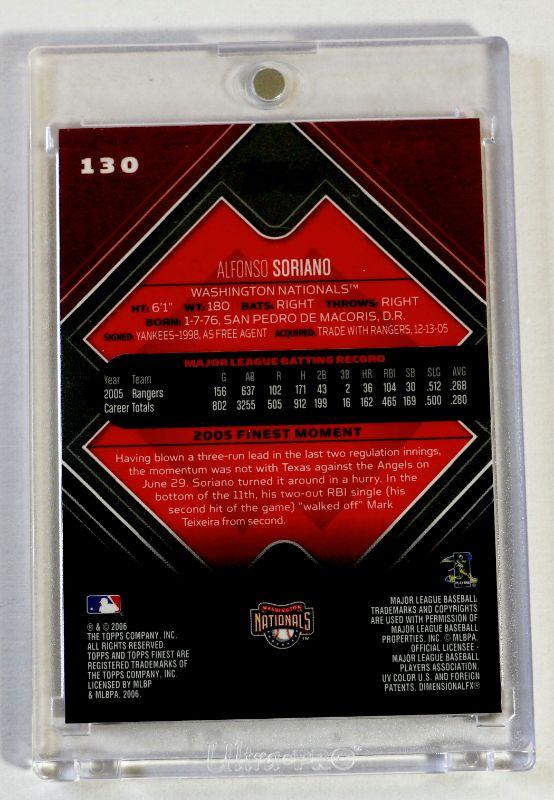 130
ALFONSO SORIANO
WASHINGTON NATIONALS™
HT: 6'1" WT: 180 BATS: RIGHT THROWS: RIGHT
BORN: 1-7-76, SAN PEDRO DE MACORIS, D.R.
SIGNED: YANKEES-1998, AS FREE AGENT ACQUIRED: TRADE WITH RANGERS, 12-13-05
MAJOR LEAGUE BATTING RECORD
Year Team G AB R H 2B 3B HR RBI SB SLG AVG
2005 Rangers 156 637 102 171 43 2 36 104 30 .512 .268
Career Totals 802 3255 505 912 199 16 162 465 169 .500 .280
2005 FINEST MOMENT
Having blown a three-run lead in the last two regulation innings,
the momentum was not with Texas against the Angels on
June 29. Soriano turned it around in a hurry. In the
bottom of the 11th, his two-out RBI single (his
second hit of the game) "walked off" Mark
Teixeira from second.
℗ & © 2006
THE TOPPS COMPANY, INC.
ALL RIGHTS RESERVED.
TOPPS AND TOPPS FINEST ARE
REGISTERED TRADEMARKS OF
THE TOPPS COMPANY, INC.
LICENSED BY MLBP
& MLBPA, 2006.
WASHINGTON
NATIONALS
TM
PLAYERS
MAJOR LEAGUE BASEBALL
TRADEMARKS AND COPYRIGHTS
ARE USED WITH PERMISSION OF
MAJOR LEAGUE BASEBALL
PROPERTIES, INC. © MLBPA.
OFFICIAL LICENSEE -
MAJOR LEAGUE BASEBALL
PLAYERS ASSOCIATION.
UV COLOR U.S. AND FOREIGN
PATENTS. DIMENSIONALFX®
Ultra•PRO®